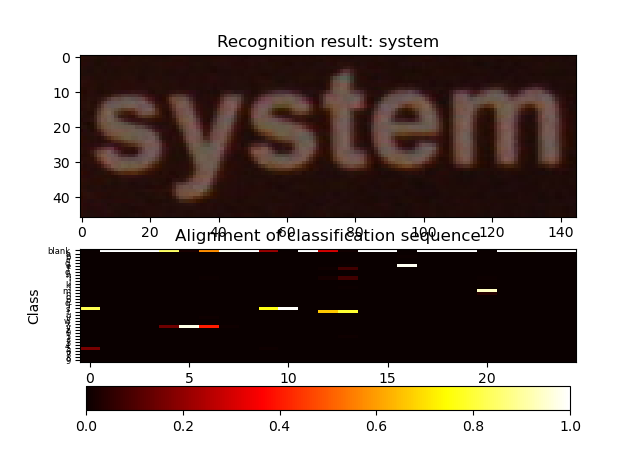 Recognition result: system
0
10
20
30
40
system
0 20 40 60 80 100 120 140
Alignment of classification sequence
Class
blank
m
0 5 10 15 20
0.0 0.2 0.4 0.6 0.8 1.0